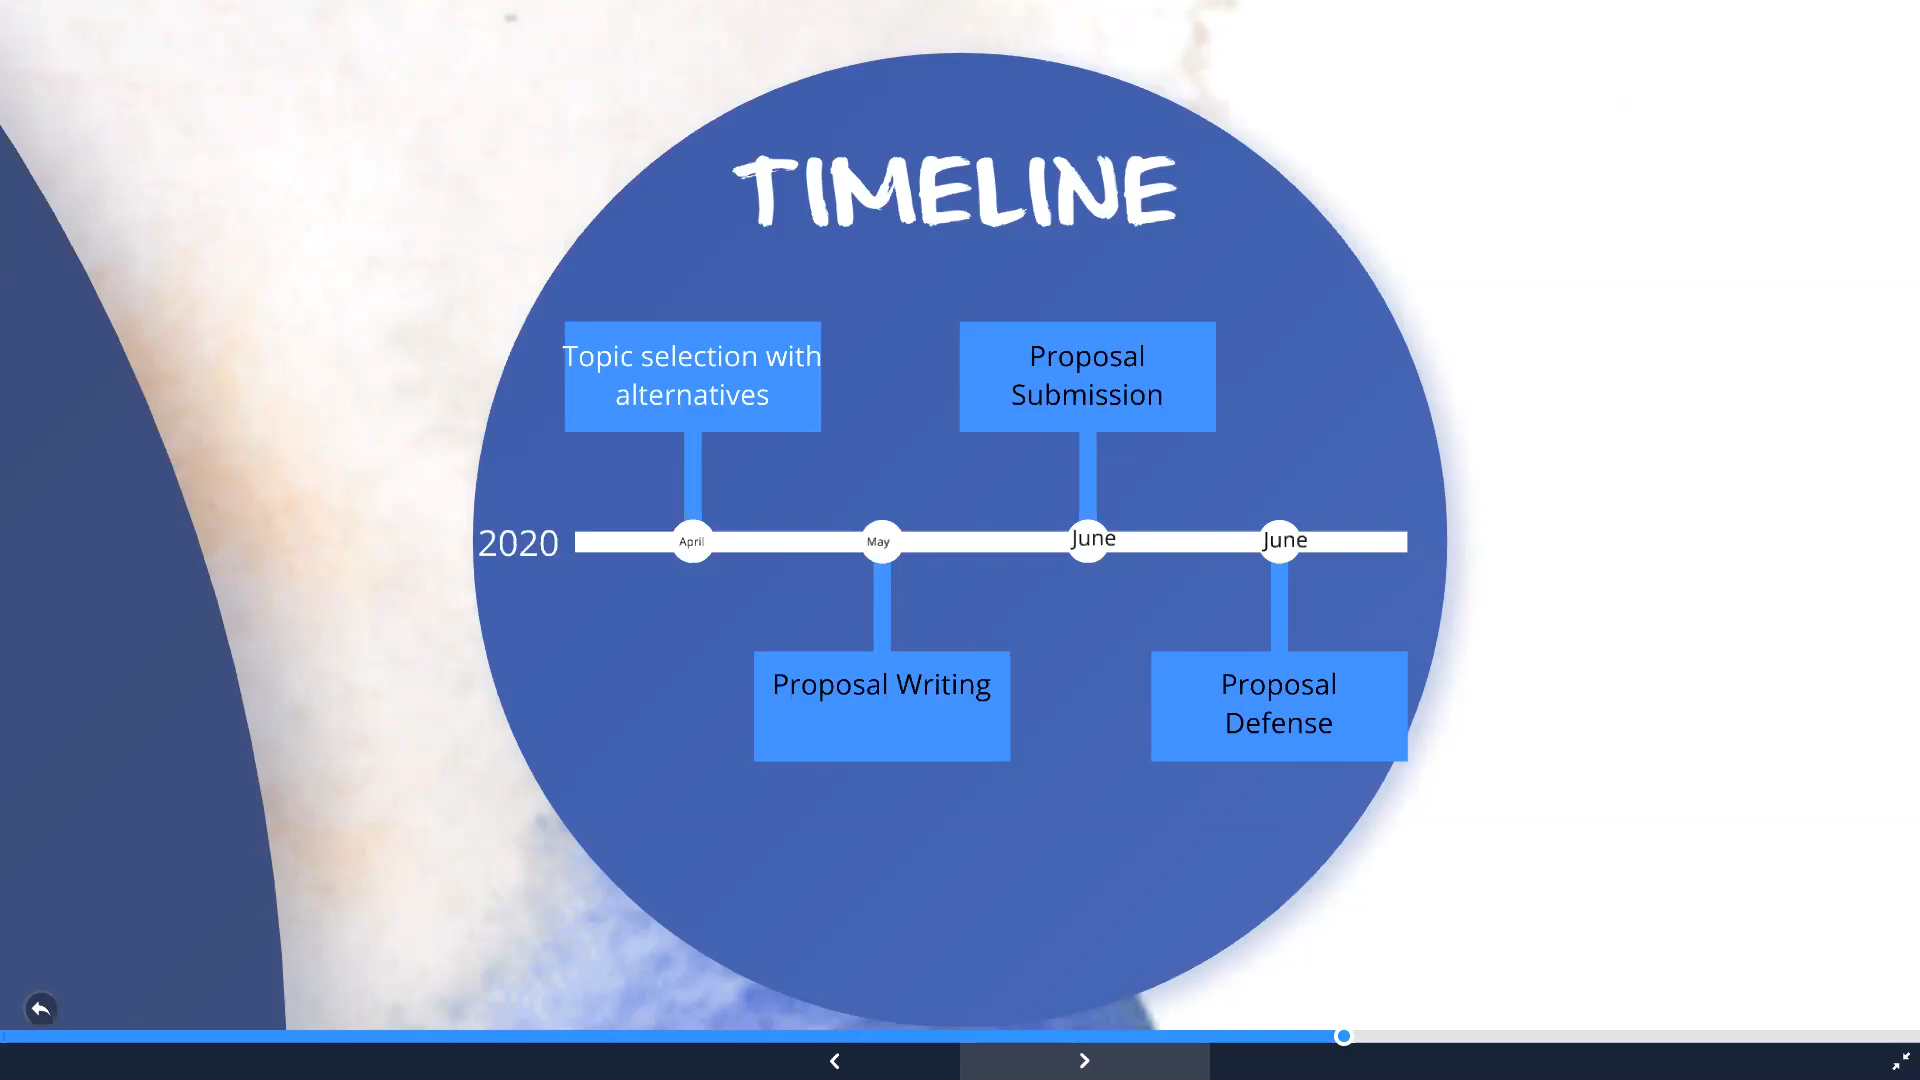 TIMELINE
Topic selection with
alternatives
Proposal
Submission
2020
April
May
June
June
Proposal Writing
Proposal
Defense